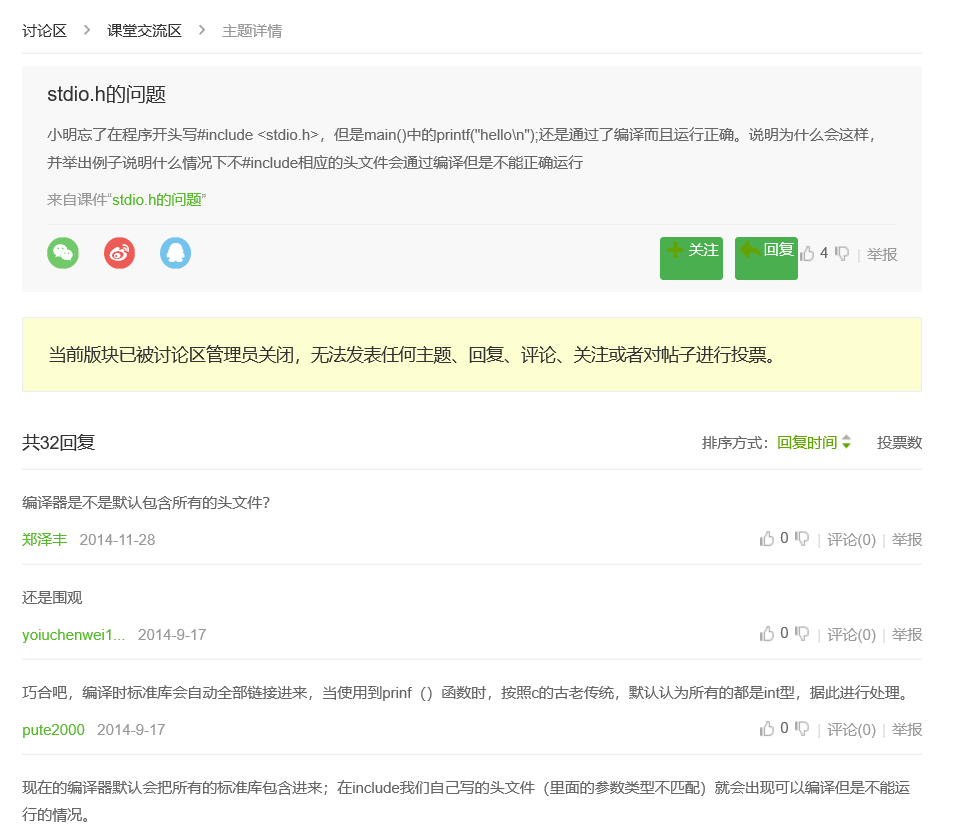 讨论区 > 课堂交流区 > 主题详情
stdio.h的问题
小明忘了在程序开头写#include <stdio.h>，但是main()中的printf("hello\n");还是通过了编译而且运行正确。说明为什么会这样，
并举出例子说明什么情况下不#include相应的头文件会通过编译但是不能正确运行
来自课件“stdio.h的问题”
关注 回复 4 | 举报
当前版块已被讨论区管理员关闭，无法发表任何主题、回复、评论、关注或者对帖子进行投票。
共32回复 排序方式： 回复时间 投票数
编译器是不是默认包含所有的头文件？
郑泽丰 2014-11-28 0 | 评论(0) | 举报
还是围观
yoiuchenwei1... 2014-9-17 0 | 评论(0) | 举报
巧合吧，编译时标准库会自动全部链接进来，当使用到prinf（）函数时，按照c的古老传统，默认认为所有的都是int型，据此进行处理。
pute2000 2014-9-17 0 | 评论(0) | 举报
现在的编译器默认会把所有的标准库包含进来；在include我们自己写的头文件（里面的参数类型不匹配）就会出现可以编译但是不能运
行的情况。